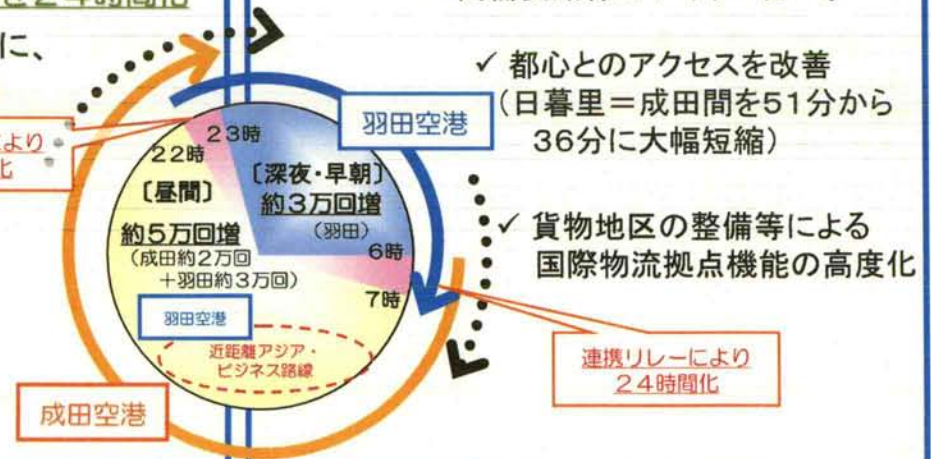 ２４時間化
に、
より
化
22時
23時
〔昼間〕
約５万回増
（成田約２万回
＋羽田約３万回）
羽田空港
近距離アジア・
ビジネス路線
〔深夜・早朝〕
約３万回増
（羽田）
6時
7時
羽田空港
成田空港
✓ 都心とのアクセスを改善
（日暮里＝成田間を５１分から
３６分に大幅短縮）
✓ 貨物地区の整備等による
国際物流拠点機能の高度化
連携リレーにより
２４時間化